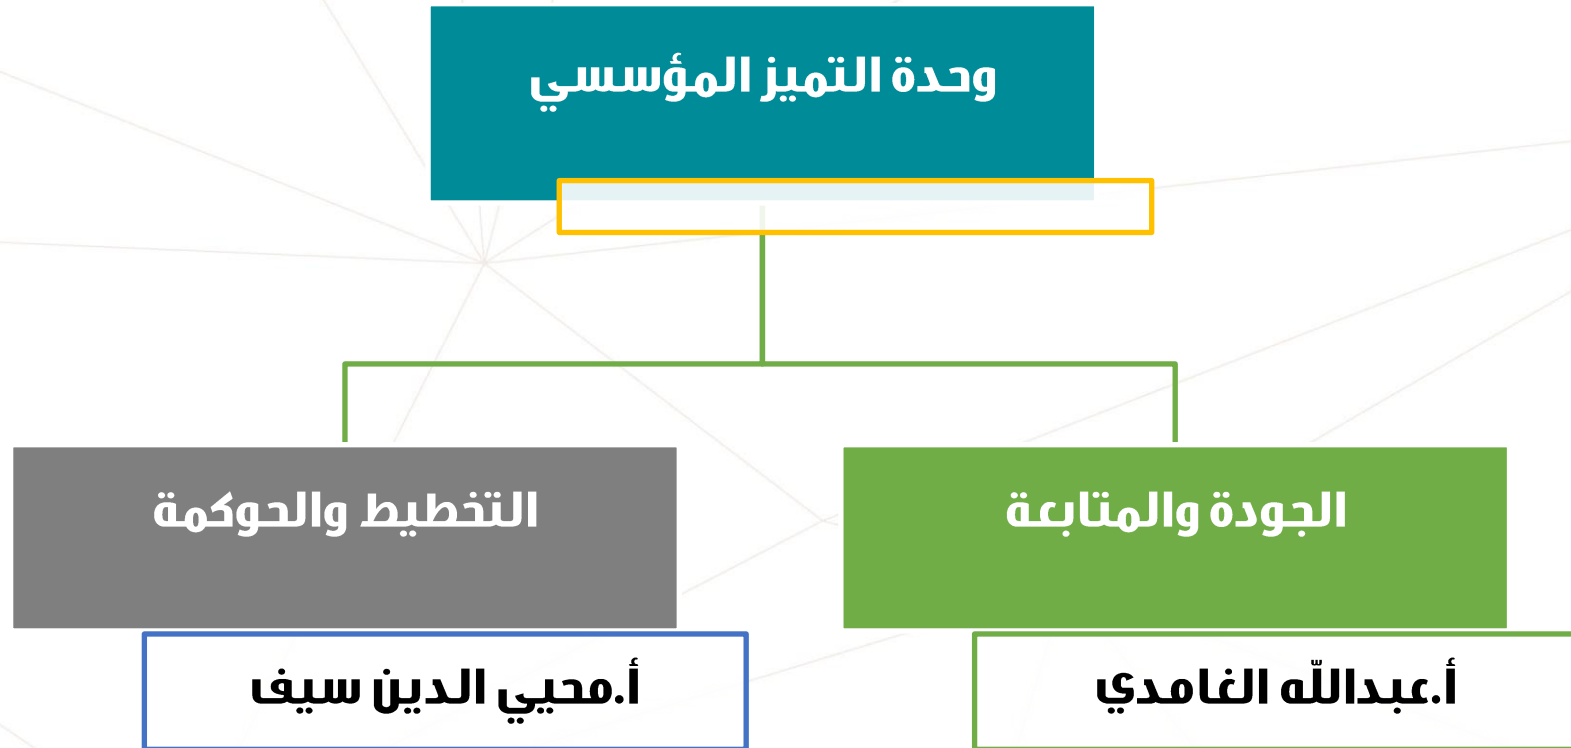 وحدة التميز المؤسسي
الجودة والمتابعة
أ.عبدالله الغامدي
التخطيط والحوكمة
أ.محيي الدين سيف